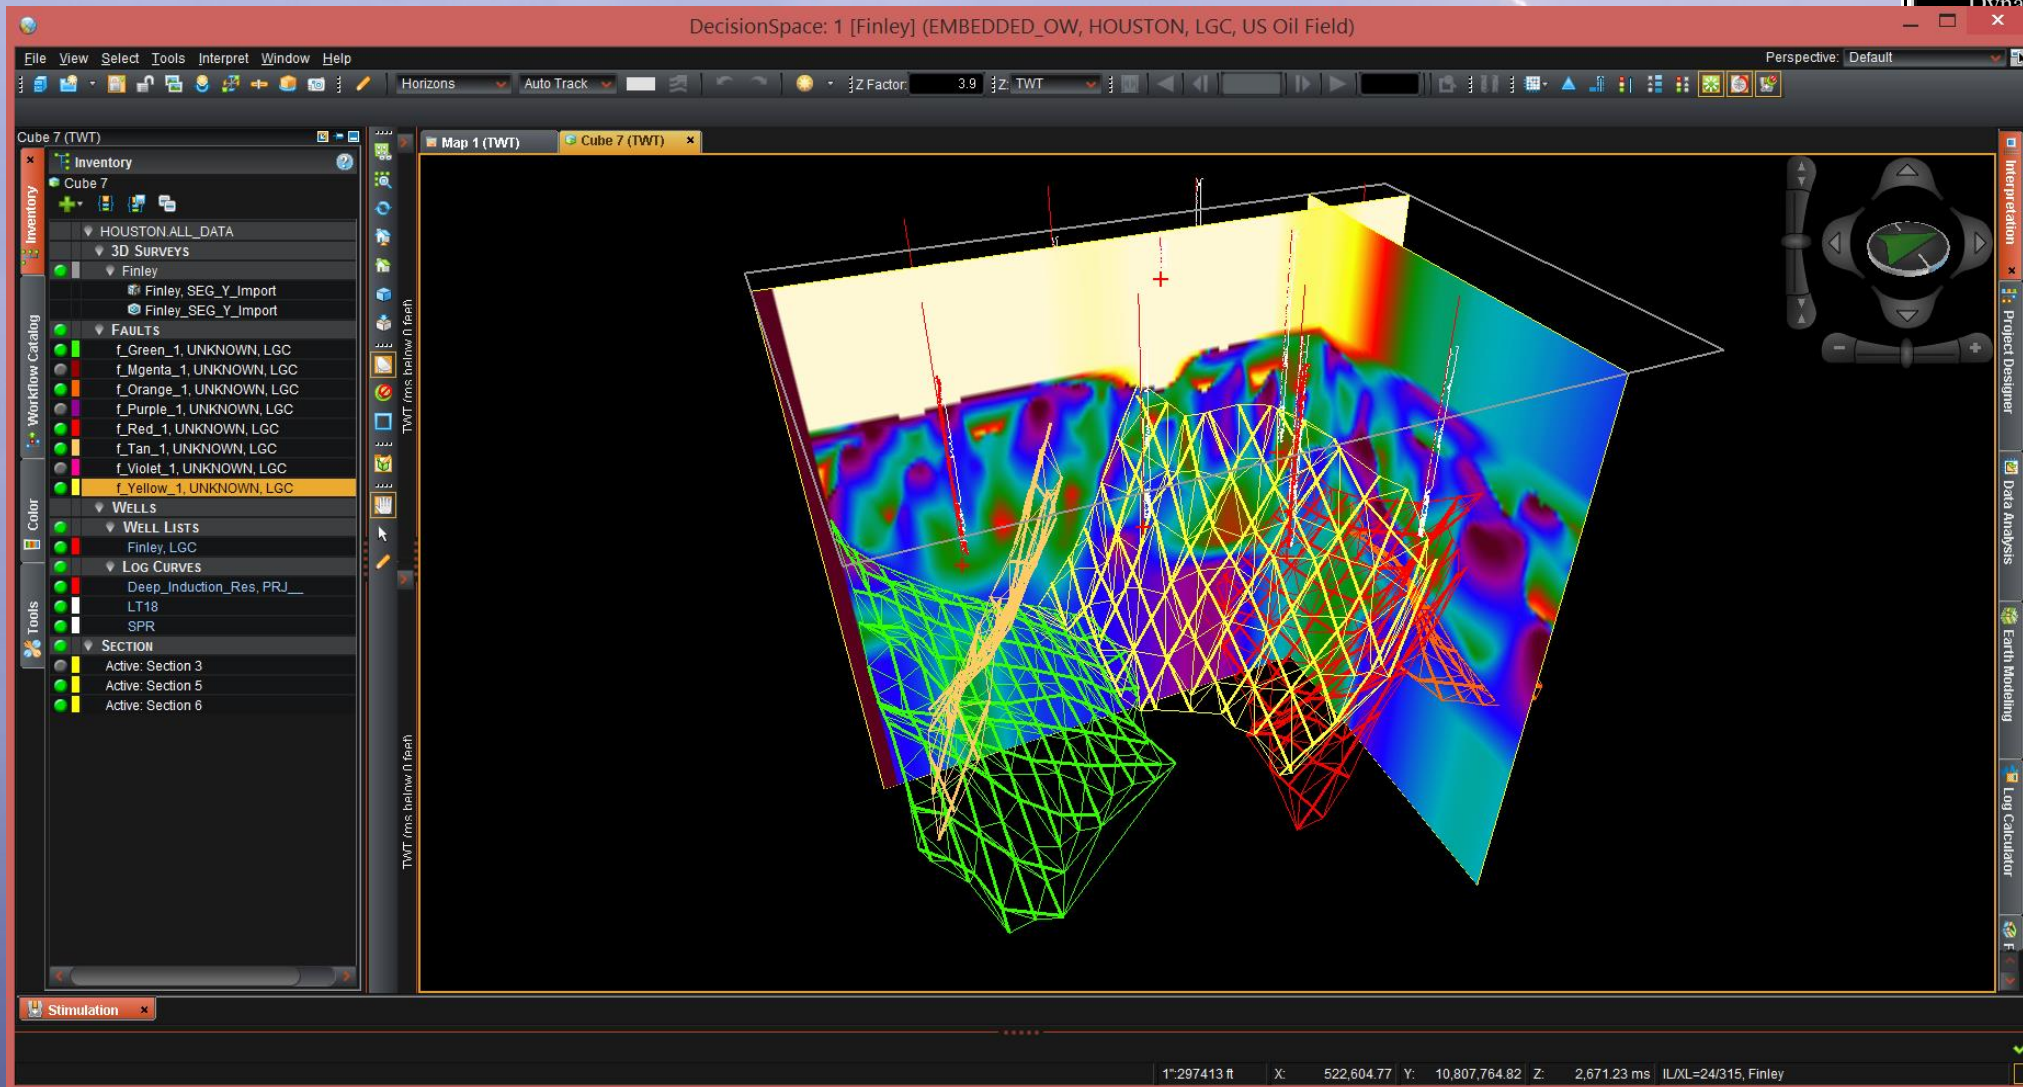 DecisionSpace: 1 [Finley] (EMBEDDED_OW, HOUSTON, LGC, US Oil Field)
File View Select Tools Interpret Window Help
Perspective: Default
Horizons Auto Track Z Factor: 3.9 Z: TWT
Cube 7 (TWT)
Map 1 (TWT) Cube 7 (TWT)
Inventory
Cube 7
HOUSTON.ALL_DATA
3D SURVEYS
Finley
Finley, SEG_Y_Import
Finley_SEG_Y_Import
FAULTS
f_Green_1, UNKNOWN, LGC
f_Mgenta_1, UNKNOWN, LGC
f_Orange_1, UNKNOWN, LGC
f_Purple_1, UNKNOWN, LGC
f_Red_1, UNKNOWN, LGC
f_Tan_1, UNKNOWN, LGC
f_Violet_1, UNKNOWN, LGC
f_Yellow_1, UNKNOWN, LGC
WELLS
WELL LISTS
Finley, LGC
LOG CURVES
Deep_Induction_Res, PRJ__
LT18
SPR
SECTION
Active: Section 3
Active: Section 5
Active: Section 6
Inventory
Workflow Catalog
Color
Tools
TWT (ms below 0 feet)
TWT (ms below 0 feet)
Interpretation
Project Designer
Data Analysis
Earth Modeling
Log Calculator
Stimulation
1":297413 ft X: 522,604.77 Y: 10,807,764.82 Z: 2,671.23 ms IL/XL=24/315, Finley